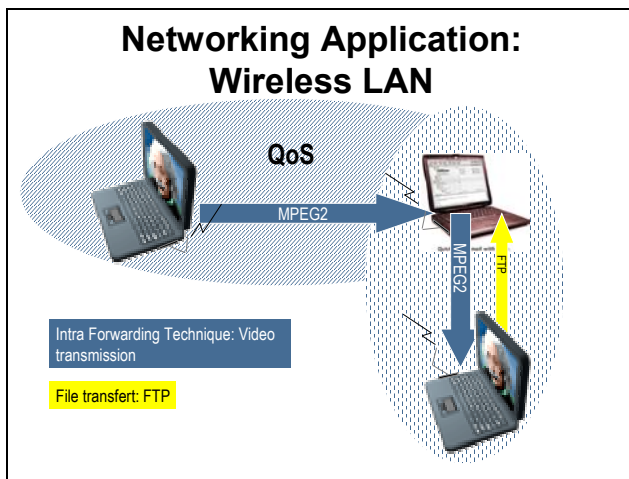 Networking Application:
Wireless LAN
QoS
MPEG2
MPEG2
FTP
Intra Forwarding Technique: Video
transmission
File transfert: FTP